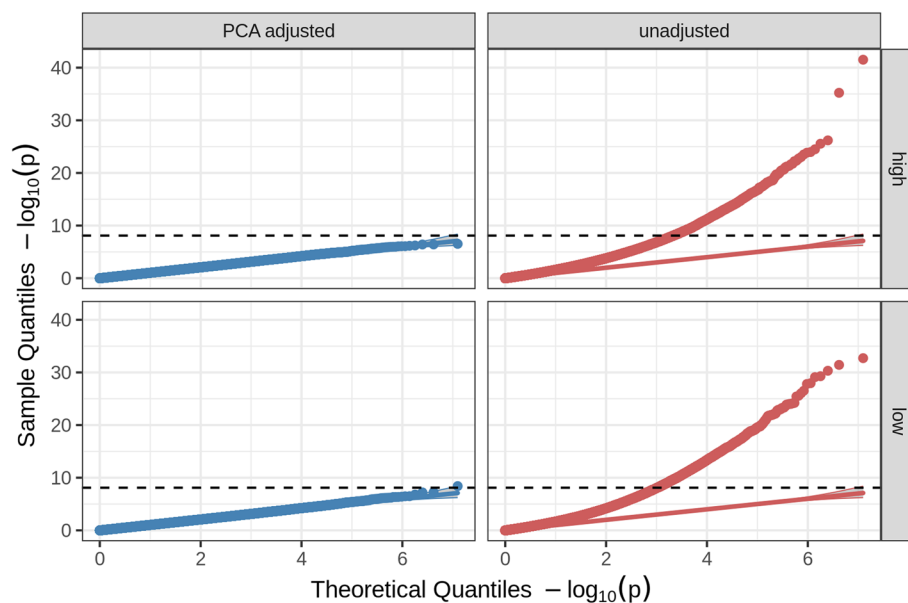 PCA adjusted
unadjusted
40
30
20
10
0
high
40
30
20
10
0
low
0 2 4 6
0 2 4 6
Sample Quantiles − log₁₀(p)
Theoretical Quantiles − log₁₀(p)